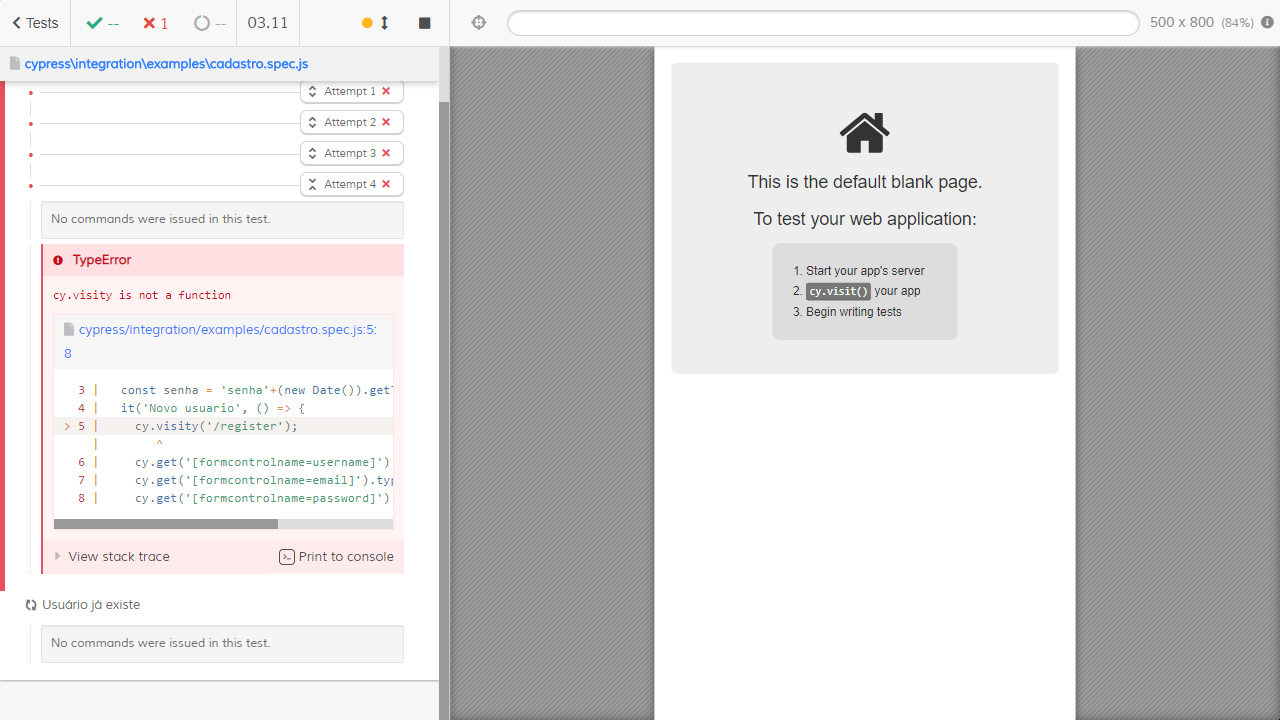 Tests
--
1
--
03.11
500 x 800 (84%)
cypress\integration\examples\cadastro.spec.js
Attempt 1
Attempt 2
Attempt 3
Attempt 4
No commands were issued in this test.
TypeError
cy.visity is not a function
cypress/integration/examples/cadastro.spec.js:5:
8
3 | const senha = 'senha'+(new Date()).get
4 | it('Novo usuario', () => {
> 5 | cy.visity('/register');
| ^
6 | cy.get('[formcontrolname=username]')
7 | cy.get('[formcontrolname=email]').typ
8 | cy.get('[formcontrolname=password]')
View stack trace
Print to console
Usuário já existe
No commands were issued in this test.
This is the default blank page.
To test your web application:
1. Start your app's server
2. cy.visit() your app
3. Begin writing tests